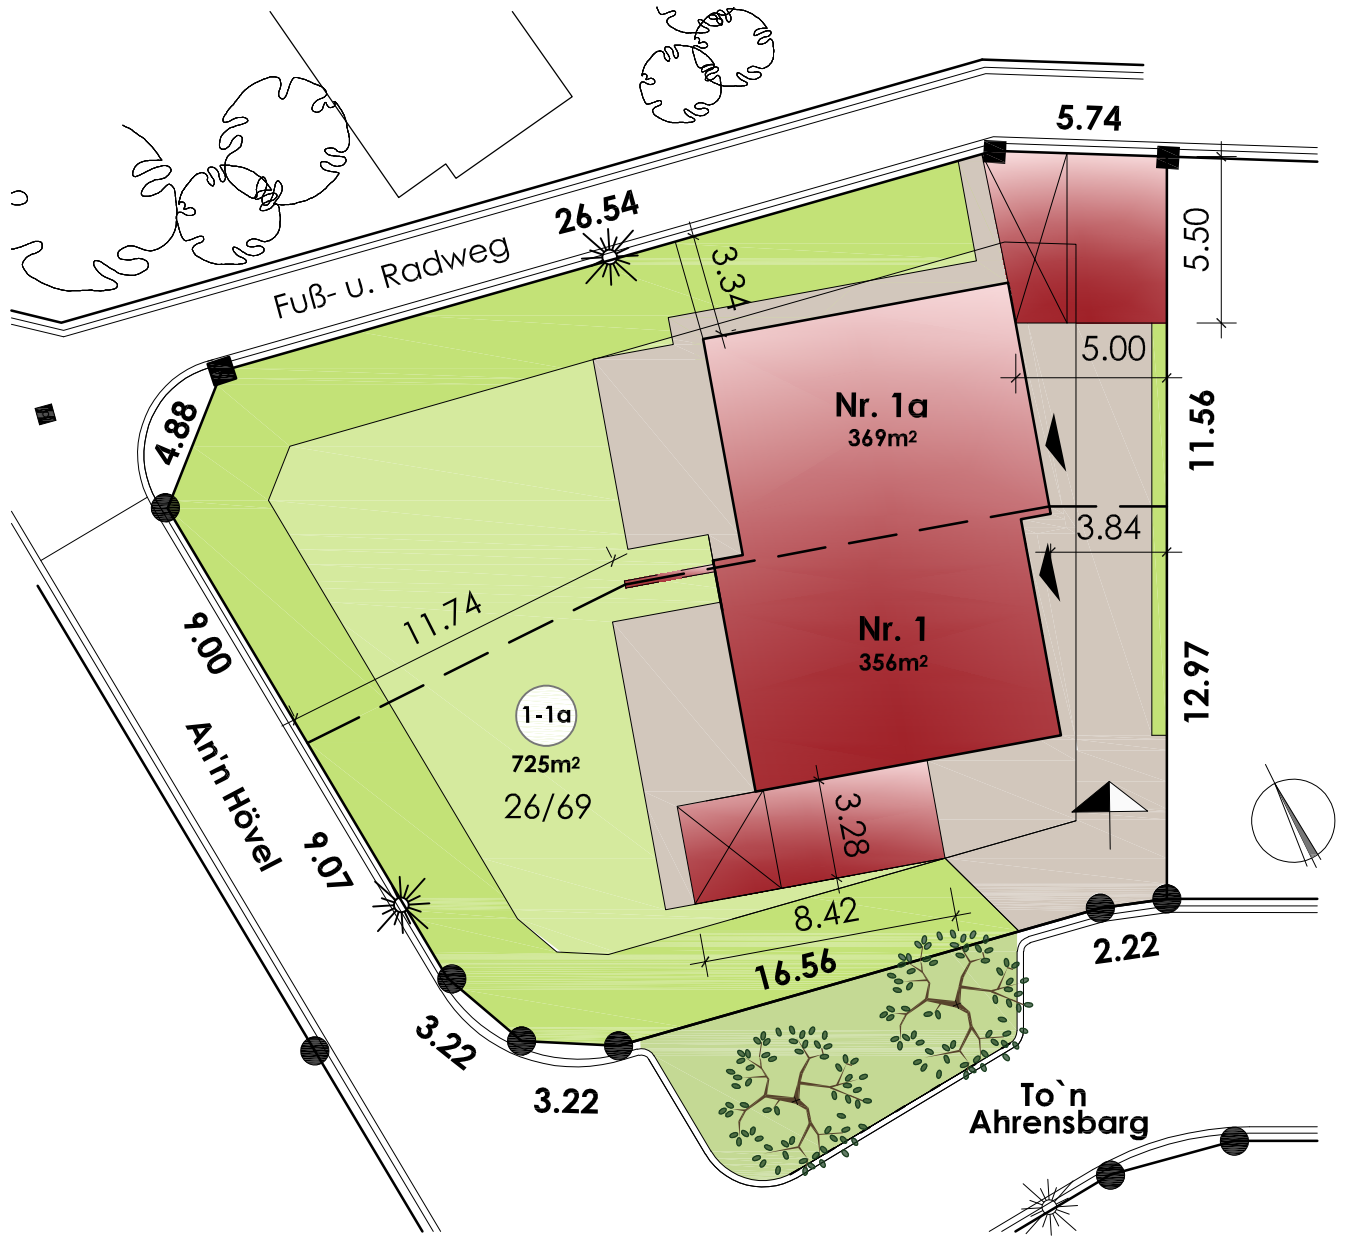 5.74
26.54
Fuß- u. Radweg
3.34
5.50
5.00
4.88
Nr. 1a
369m²
11.56
3.84
11.74
9.00
Nr. 1
356m²
12.97
1-1a
725m²
26/69
An'n Hövel
3.28
9.07
8.42
16.56
2.22
3.22
3.22
To`n
Ahrensbarg